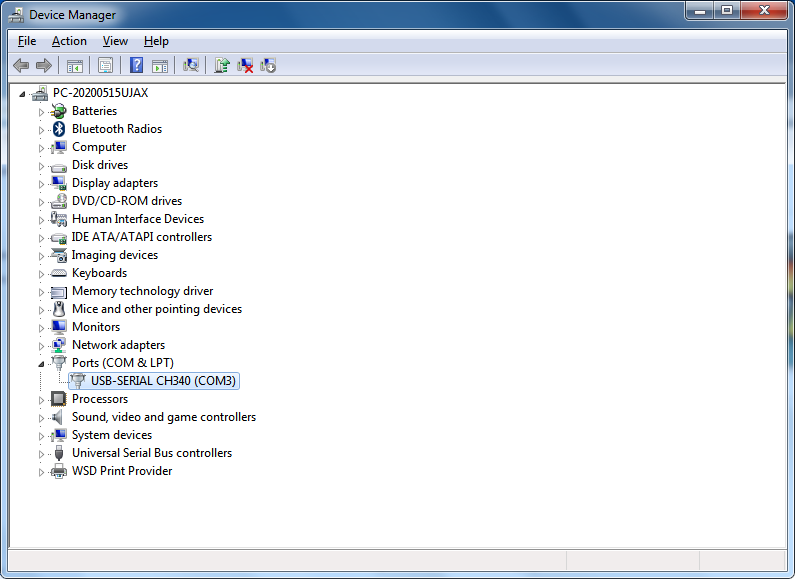 Device Manager
File Action View Help
PC-20200515UJAX
Batteries
Bluetooth Radios
Computer
Disk drives
Display adapters
DVD/CD-ROM drives
Human Interface Devices
IDE ATA/ATAPI controllers
Imaging devices
Keyboards
Memory technology driver
Mice and other pointing devices
Monitors
Network adapters
Ports (COM & LPT)
USB-SERIAL CH340 (COM3)
Processors
Sound, video and game controllers
System devices
Universal Serial Bus controllers
WSD Print Provider